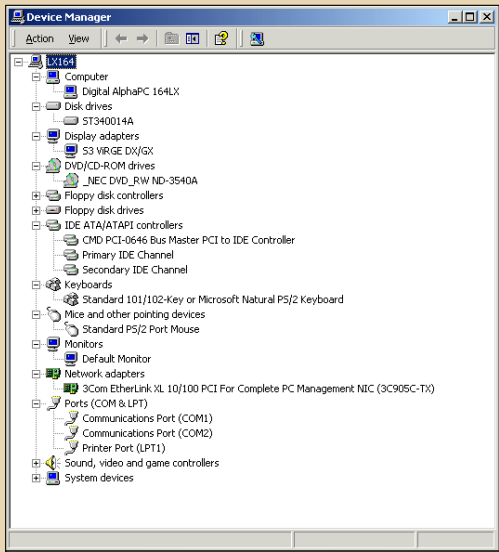 Device Manager
Action View
LX164
Computer
Digital AlphaPC 164LX
Disk drives
ST340014A
Display adapters
S3 ViRGE DX/GX
DVD/CD-ROM drives
_NEC DVD_RW ND-3540A
Floppy disk controllers
Floppy disk drives
IDE ATA/ATAPI controllers
CMD PCI-0646 Bus Master PCI to IDE Controller
Primary IDE Channel
Secondary IDE Channel
Keyboards
Standard 101/102-Key or Microsoft Natural PS/2 Keyboard
Mice and other pointing devices
Standard PS/2 Port Mouse
Monitors
Default Monitor
Network adapters
3Com EtherLink XL 10/100 PCI For Complete PC Management NIC (3C905C-TX)
Ports (COM & LPT)
Communications Port (COM1)
Communications Port (COM2)
Printer Port (LPT1)
Sound, video and game controllers
System devices